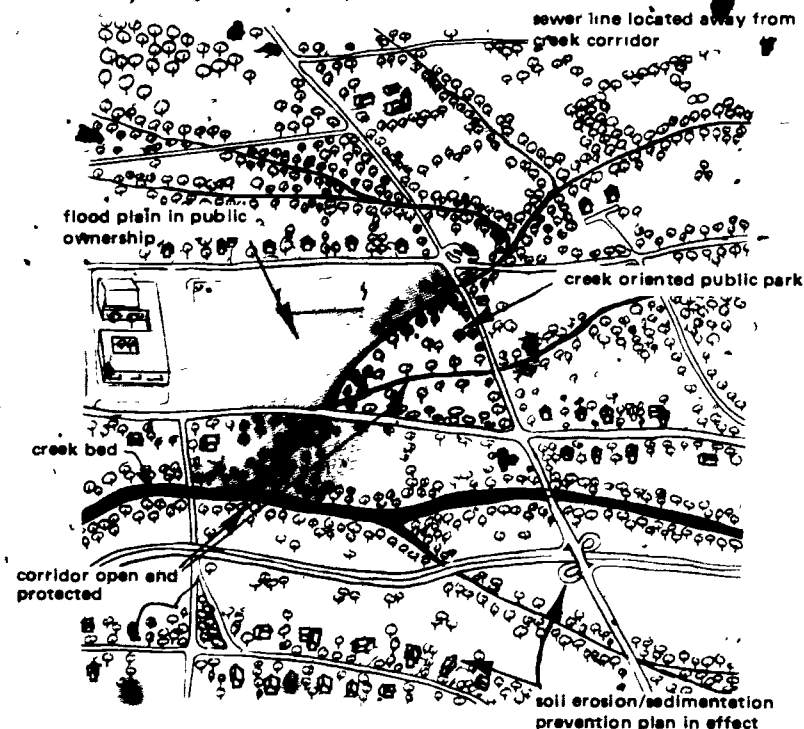 sewer line located away from
creek corridor
flood plain in public
ownership
creek oriented public park
creek bed
corridor open and
protected
soil erosion/sedimentation
prevention plan in effect